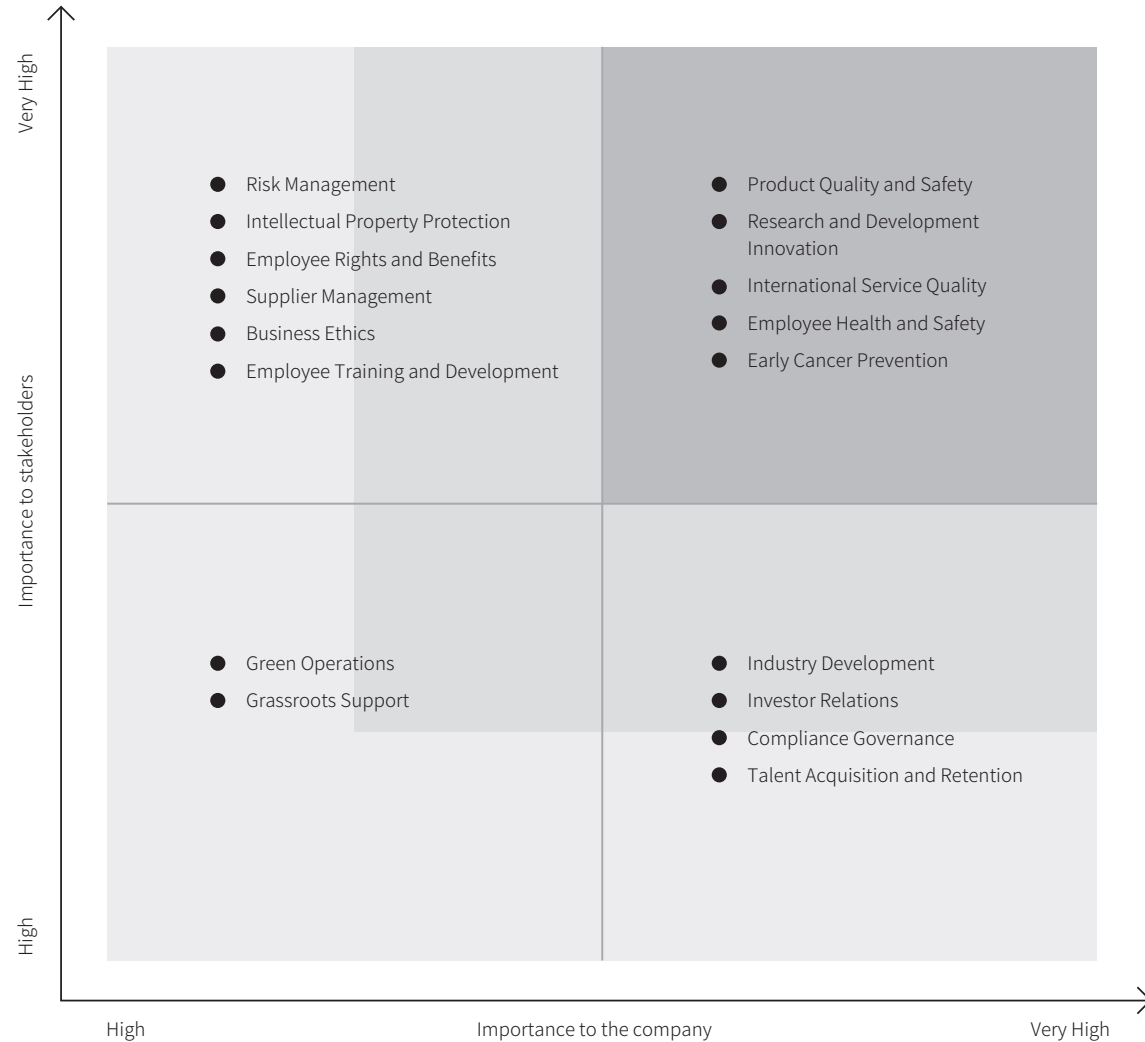 Very High
Importance to stakeholders
High
Risk Management
Intellectual Property Protection
Employee Rights and Benefits
Supplier Management
Business Ethics
Employee Training and Development
Product Quality and Safety
Research and Development
Innovation
International Service Quality
Employee Health and Safety
Early Cancer Prevention
Green Operations
Grassroots Support
Industry Development
Investor Relations
Compliance Governance
Talent Acquisition and Retention
High
Importance to the company
Very High